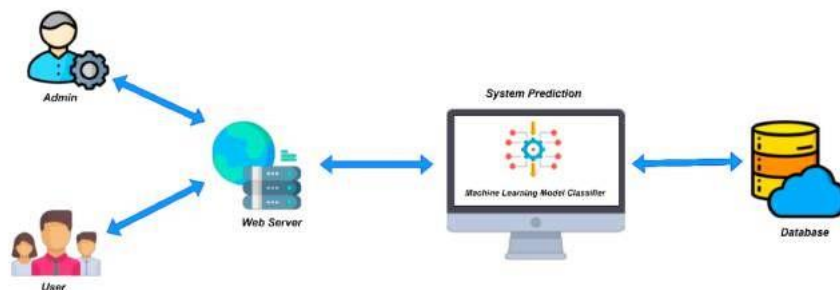 Admin
System Prediction
Machine Learning Model Classifier
Web Server
Database
User